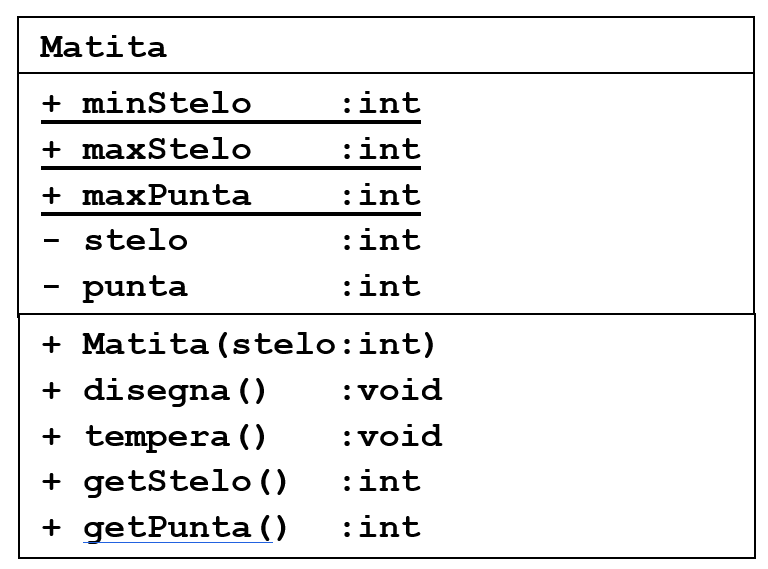 Matita
+ minStelo :int
+ maxStelo :int
+ maxPunta :int
- stelo :int
- punta :int
+ Matita(stelo:int)
+ disegna() :void
+ tempera() :void
+ getStelo() :int
+ getPunta() :int